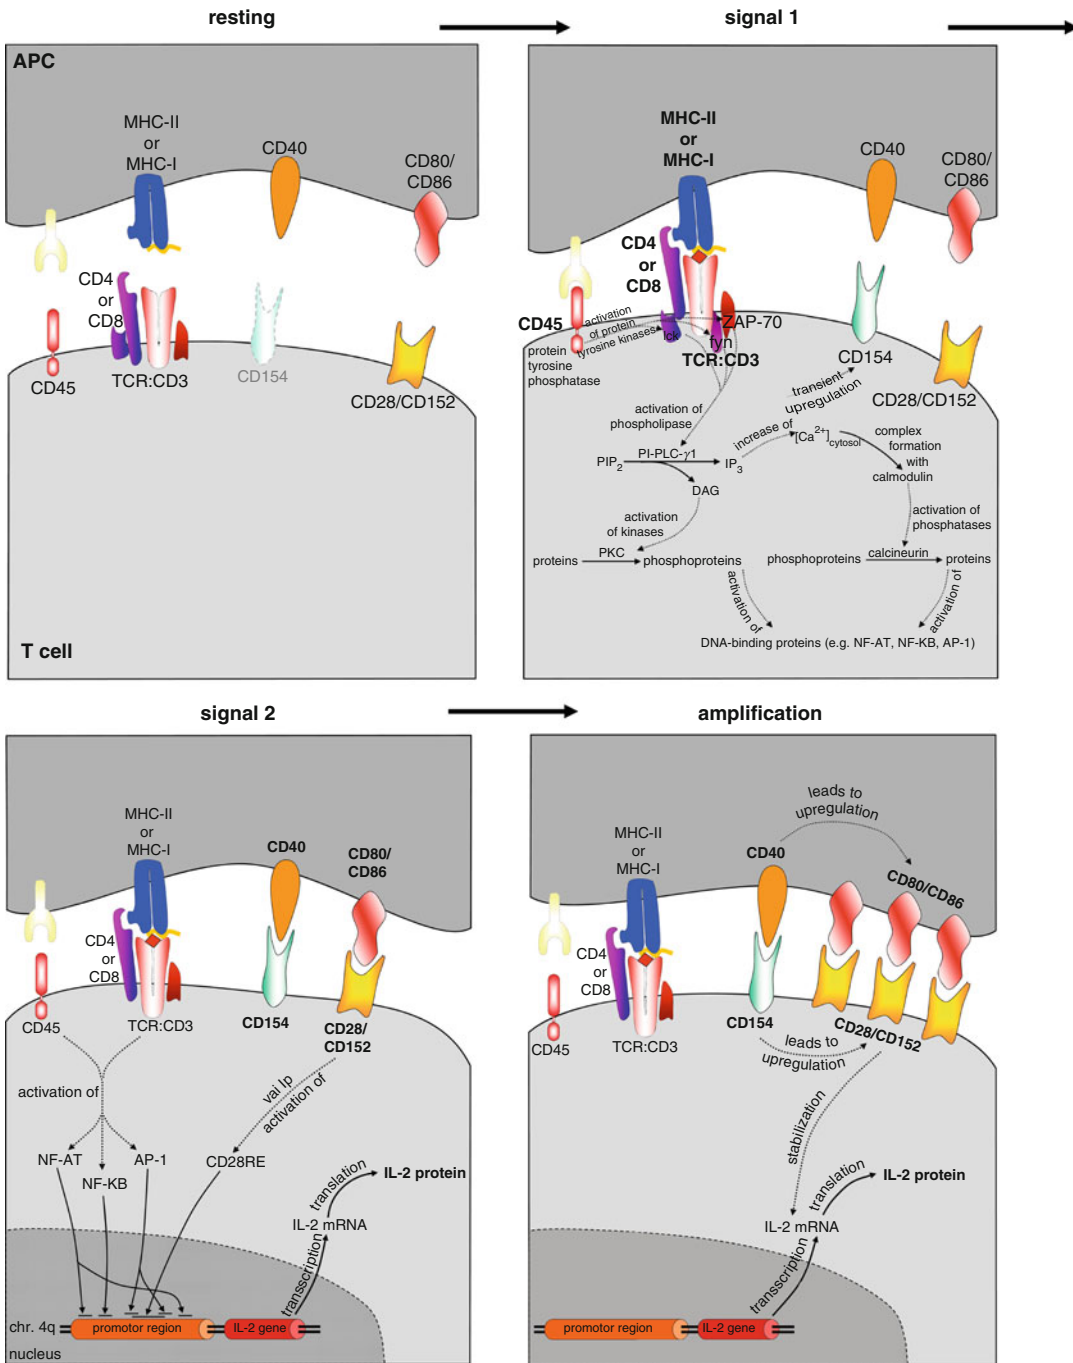 resting
APC
MHC-II
or
MHC-I
CD40
CD80/
CD86
CD4
or
CD8
CD45
TCR:CD3
CD154
CD28/CD152
T cell
signal 1
MHC-II
or
MHC-I
CD40
CD80/
CD86
CD4
or
CD8
CD45
activation
of protein
tyrosine kinases
lck
ZAP-70
fyn
TCR:CD3
protein
tyrosine
phosphatase
CD154
CD28/CD152
transient
upregulation
activation of
phospholipase
increase of
[Ca2+]cytosol
complex
formation
with
calmodulin
PIP2
PI-PLC-γ1
IP3
DAG
activation of
phosphatases
activation
of kinases
proteins
PKC
phosphoproteins
phosphoproteins
calcineurin
proteins
activation of
activation of
DNA-binding proteins (e.g. NF-AT, NF-KB, AP-1)
signal 2
MHC-II
or
MHC-I
CD40
CD80/
CD86
CD4
or
CD8
CD45
TCR:CD3
CD154
CD28/
CD152
activation of
vai lp
activation of
NF-AT
NF-KB
AP-1
CD28RE
translation
IL-2 protein
IL-2 mRNA
transscription
chr. 4q
promotor region
IL-2 gene
nucleus
amplification
leads to
upregulation
MHC-II
or
MHC-I
CD40
CD80/CD86
CD4
or
CD8
CD45
TCR:CD3
CD154
CD28/CD152
leads to
upregulation
stabilization
translation
IL-2 protein
IL-2 mRNA
transscription
promotor region
IL-2 gene